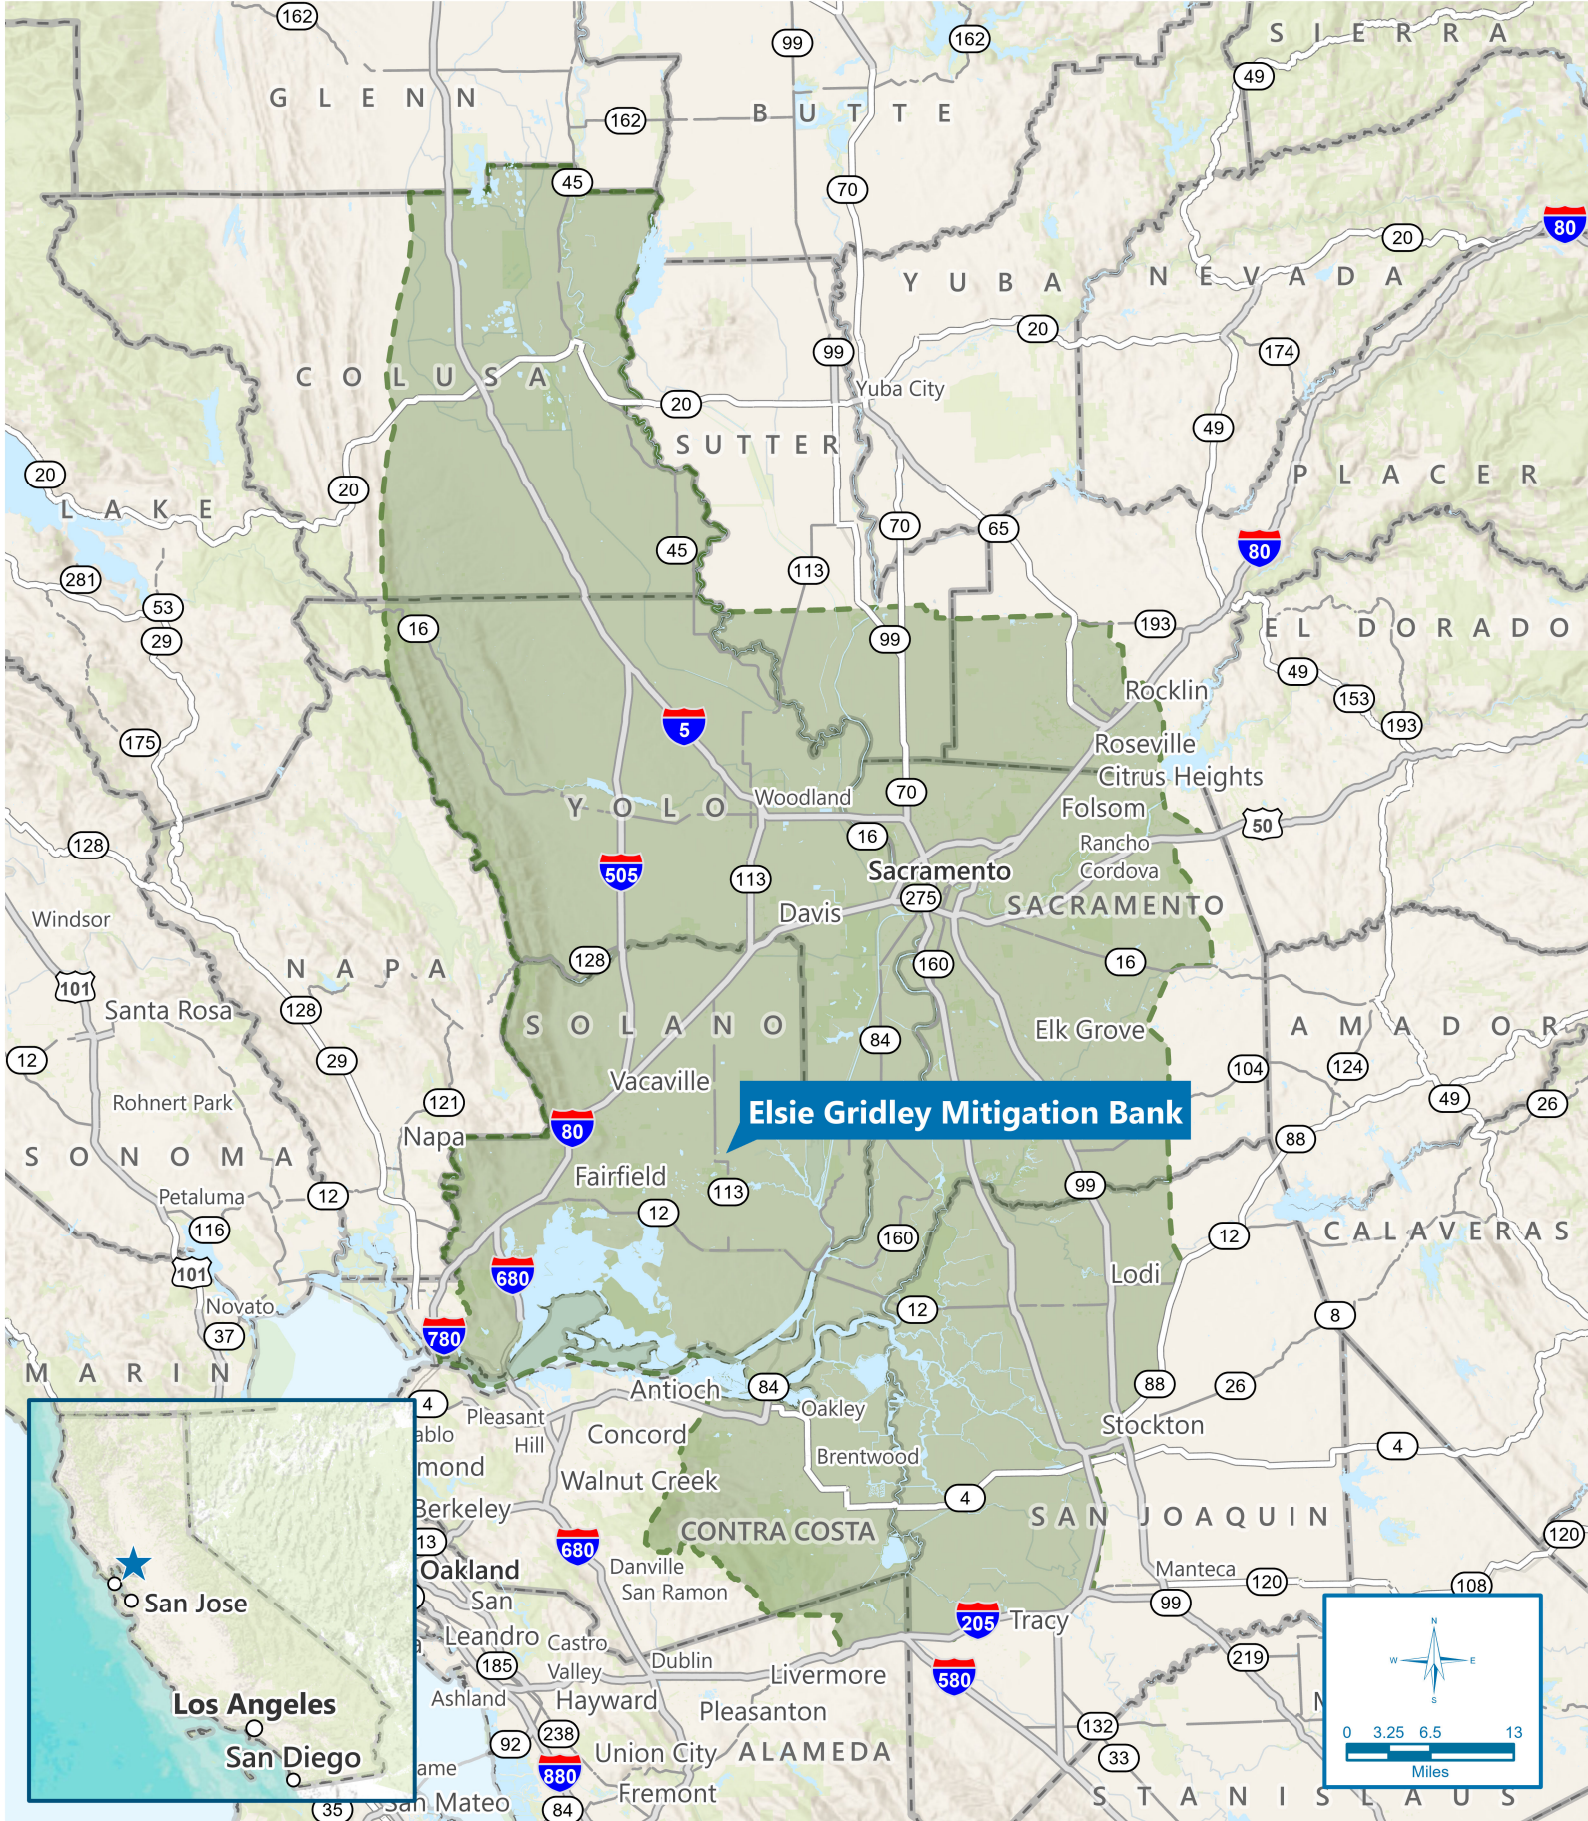 162
99
162
SIERRA
49
GLENN
BUTTE
162
45
70
80
20
YUBA
NEVADA
20
99
174
COLUSA
Yuba City
20
49
SUTTER
20
20
PLACER
LAKE
70
65
45
80
113
281
53
16
193
EL DORADO
29
99
49
Rocklin
153
5
193
175
Roseville
Citrus Heights
70
Woodland
YOLO
Folsom
50
16
128
Rancho
Cordova
505
Sacramento
113
275
SACRAMENTO
Windsor
Davis
128
160
16
NAPA
101
Santa Rosa
128
SOLANO
Elk Grove
AMADOR
84
12
29
104
124
Vacaville
49
26
121
Rohnert Park
Elsie Gridley Mitigation Bank
80
Napa
88
SONOMA
Fairfield
99
113
Petaluma
12
12
116
160
12
CALAVERAS
101
680
Lodi
Novato
12
8
37
780
MARIN
84
88
26
Antioch
4
Oakley
Pleasant
Hill
ablo
Concord
Stockton
4
Brentwood
mond
Walnut Creek
4
Berkeley
SAN JOAQUIN
CONTRA COSTA
13
680
120
Danville
Oakland
Manteca
120
108
San Ramon
San
Leandro
99
San Jose
205
Tracy
Castro
Valley
219
185
Dublin
Livermore
580
Ashland
Hayward
Pleasanton
Los Angeles
132
238
92
Union City
ALAMEDA
33
San Diego
ame
880
Fremont
STANISLAUS
San Mateo
35
84
N
W
E
S
0 3.25 6.5 13
Miles